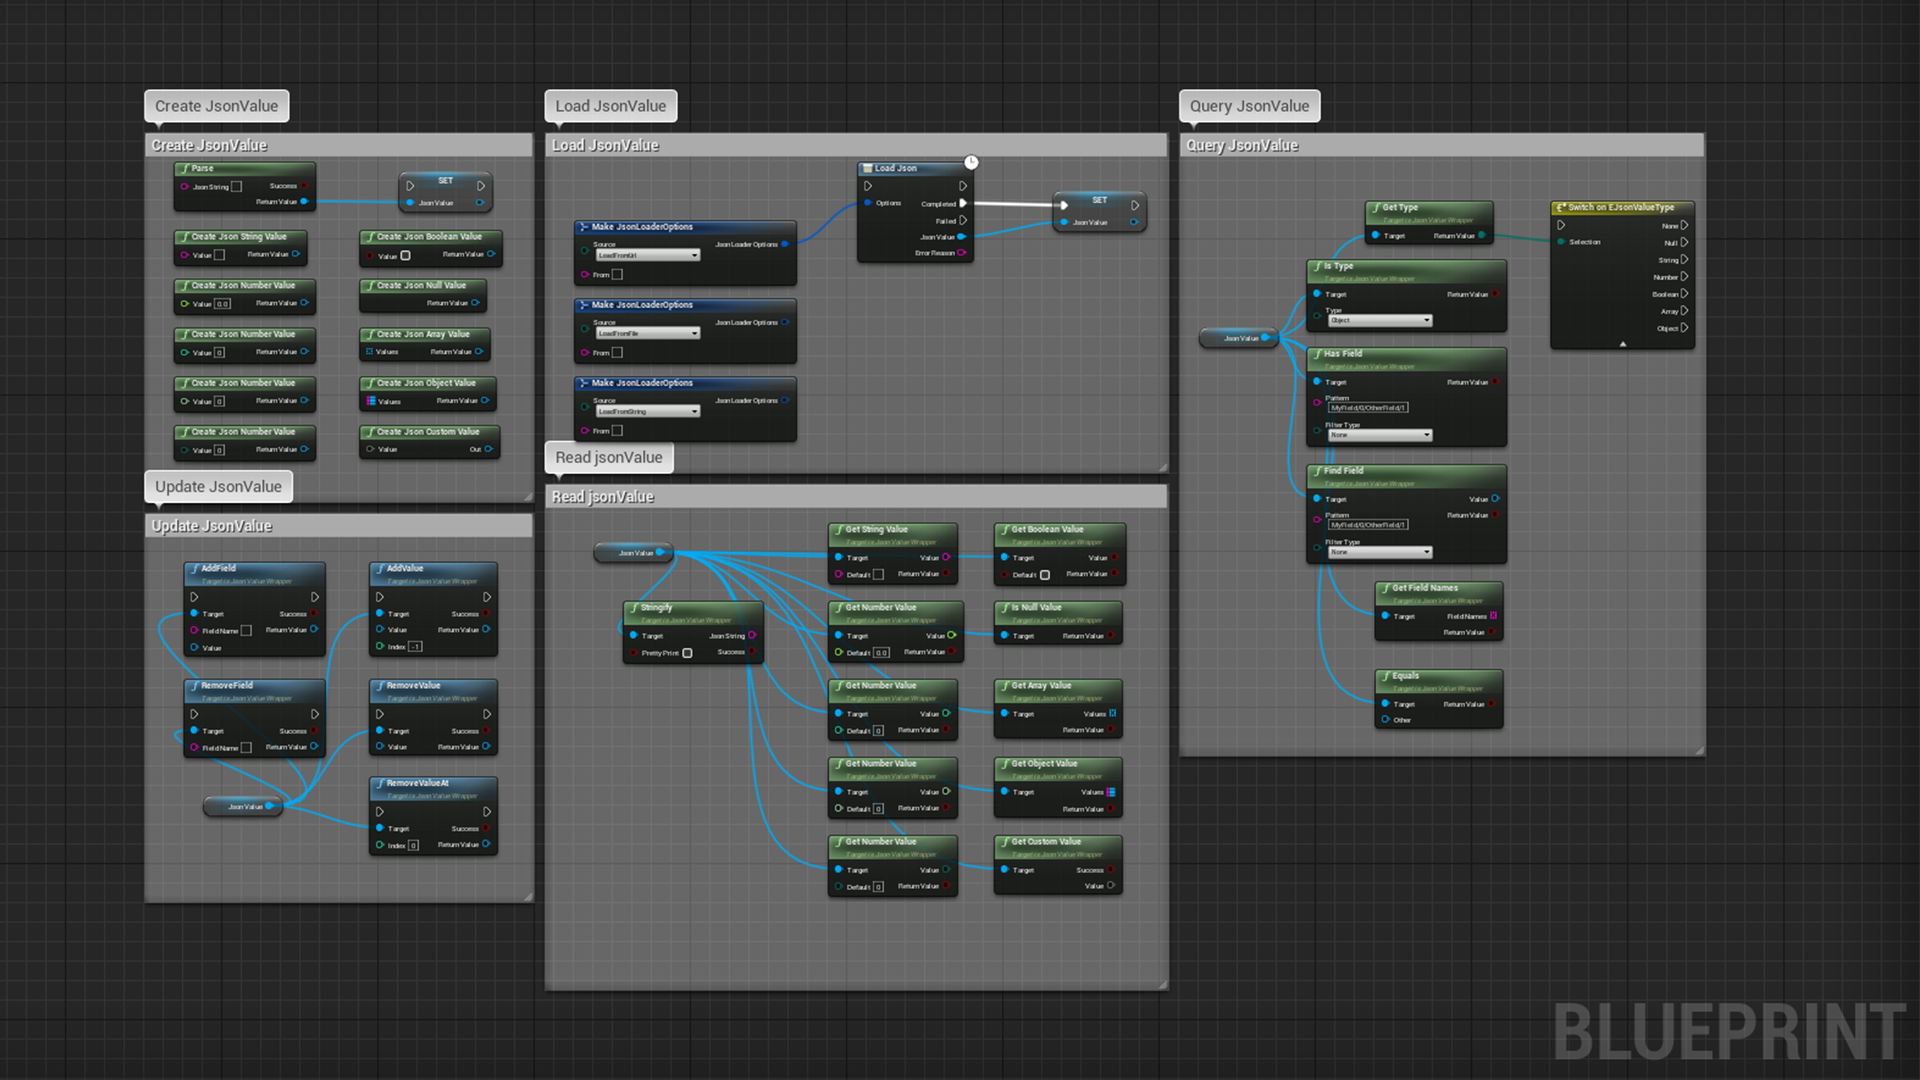 Create JsonValue
Create JsonValue
Parse
Json String
Success
Return Value
SET
Json Value
Create Json String Value
Value
Return Value
Create Json Boolean Value
Value
Return Value
Create Json Number Value
Value 0.0
Return Value
Create Json Null Value
Return Value
Create Json Number Value
Value 0
Return Value
Create Json Array Value
Values
Return Value
Create Json Number Value
Value 0
Return Value
Create Json Object Value
Values
Return Value
Create Json Number Value
Value 0
Return Value
Create Json Custom Value
Value
Out
Update JsonValue
Update JsonValue
AddField
Target is Json Value Wrapper
Target
Success
Field Name
Return Value
Value
AddValue
Target is Json Value Wrapper
Target
Success
Value
Return Value
Index -1
RemoveField
Target is Json Value Wrapper
Target
Success
Field Name
Return Value
RemoveValue
Target is Json Value Wrapper
Target
Success
Value
Return Value
RemoveValueAt
Target is Json Value Wrapper
Target
Success
Index 0
Return Value
Json Value
Load JsonValue
Load JsonValue
Make JsonLoaderOptions
Source
LoadFromUrl
From
Json Loader Options
Make JsonLoaderOptions
Source
LoadFromFile
From
Json Loader Options
Make JsonLoaderOptions
Source
LoadFromString
From
Json Loader Options
Load Json
Options
Completed
Failed
Json Value
Error Reason
SET
Json Value
Read jsonValue
Read jsonValue
Json Value
Stringify
Target is Json Value Wrapper
Target
Json String
Pretty Print
Success
Get String Value
Target is Json Value Wrapper
Target
Value
Default
Return Value
Get Boolean Value
Target is Json Value Wrapper
Target
Value
Default
Return Value
Get Number Value
Target is Json Value Wrapper
Target
Value
Default 0.0
Return Value
Is Null Value
Target is Json Value Wrapper
Target
Return Value
Get Number Value
Target is Json Value Wrapper
Target
Value
Default 0
Return Value
Get Array Value
Target is Json Value Wrapper
Target
Values
Return Value
Get Number Value
Target is Json Value Wrapper
Target
Value
Default 0
Return Value
Get Object Value
Target is Json Value Wrapper
Target
Values
Return Value
Get Number Value
Target is Json Value Wrapper
Target
Value
Default 0
Return Value
Get Custom Value
Target is Json Value Wrapper
Target
Success
Value
Query JsonValue
Query JsonValue
Json Value
Get Type
Target is Json Value Wrapper
Target
Return Value
Switch on EJsonValueType
Selection
None
Null
String
Number
Boolean
Array
Object
Is Type
Target is Json Value Wrapper
Target
Return Value
Type
Object
Has Field
Target is Json Value Wrapper
Target
Return Value
Pattern
MyField/0/OtherField/1
Filter Type
None
Find Field
Target is Json Value Wrapper
Target
Value
Pattern
Return Value
MyField/0/OtherField/1
Filter Type
None
Get Field Names
Target is Json Value Wrapper
Target
Field Names
Return Value
Equals
Target is Json Value Wrapper
Target
Return Value
Other
BLUEPRINT